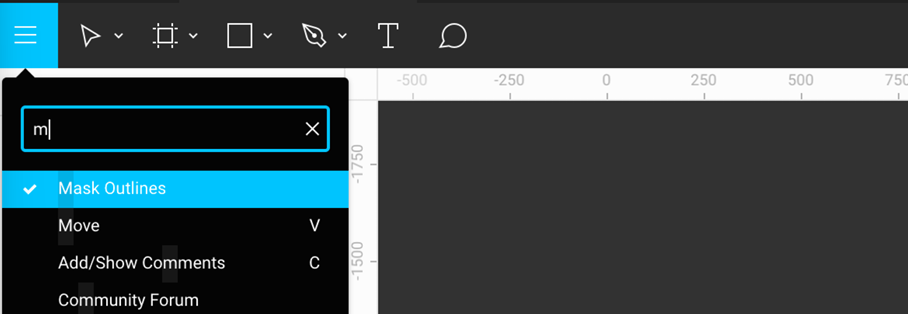 T
-500 -250 0 250 500 750
m
Mask Outlines
-1750
Move V
Add/Show Comments C
-1500
Community Forum